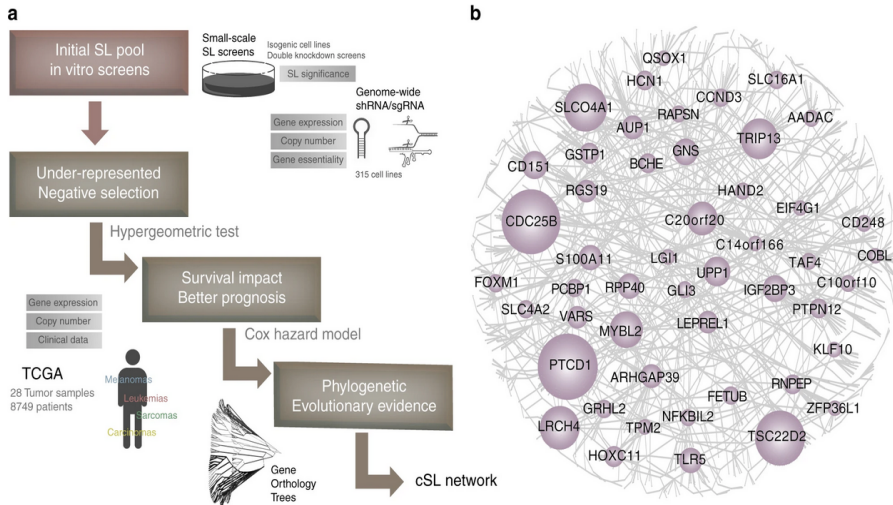 a
Initial SL pool
in vitro screens
Small-scale
SL screens
Isogenic cell lines
Double knockdown screens
SL significance
Genome-wide
shRNA/sgRNA
Gene expression
Copy number
Gene essentiality
315 cell lines
Under-represented
Negative selection
Hypergeometric test
Survival impact
Better prognosis
Gene expression
Copy number
Clinical data
Cox hazard model
TCGA
28 Tumor samples
8749 patients
Melanomas
Leukemias
Sarcomas
Carcinomas
Phylogenetic
Evolutionary evidence
Gene
Orthology
Trees
cSL network
b
QSOX1
HCN1
SLC16A1
SLCO4A1
CCND3
RAPSN
AADAC
AUP1
TRIP13
GSTP1
GNS
CD151
BCHE
RGS19
HAND2
CDC25B
C20orf20
EIF4G1
CD248
C14orf166
S100A11
LGI1
TAF4
COBL
UPP1
FOXM1
PCBP1
RPP40
GLI3
IGF2BP3
C10orf10
SLC4A2
VARS
PTPN12
MYBL2
LEPREL1
KLF10
PTCD1
ARHGAP39
RNPEP
FETUB
GRHL2
NFKBIL2
ZFP36L1
LRCH4
TPM2
TSC22D2
HOXC11
TLR5